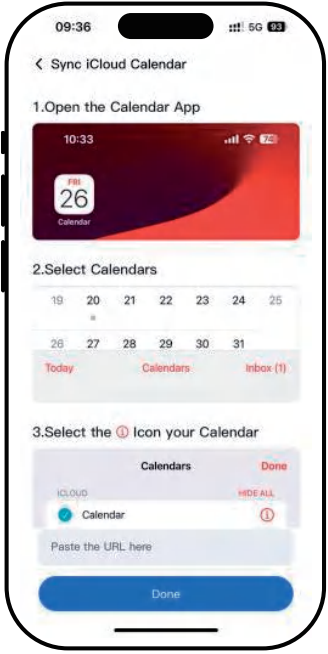 09:36 5G 93
Sync iCloud Calendar
1.Open the Calendar App
10:33
FRI
26
Calendar
2.Select Calendars
19 20 21 22 23 24 25
26 27 28 29 30 31
Today Calendars Inbox (1)
3.Select the ⓘ Icon your Calendar
Calendars Done
ICLOUD HIDE ALL
Calendar ⓘ
Paste the URL here
Done